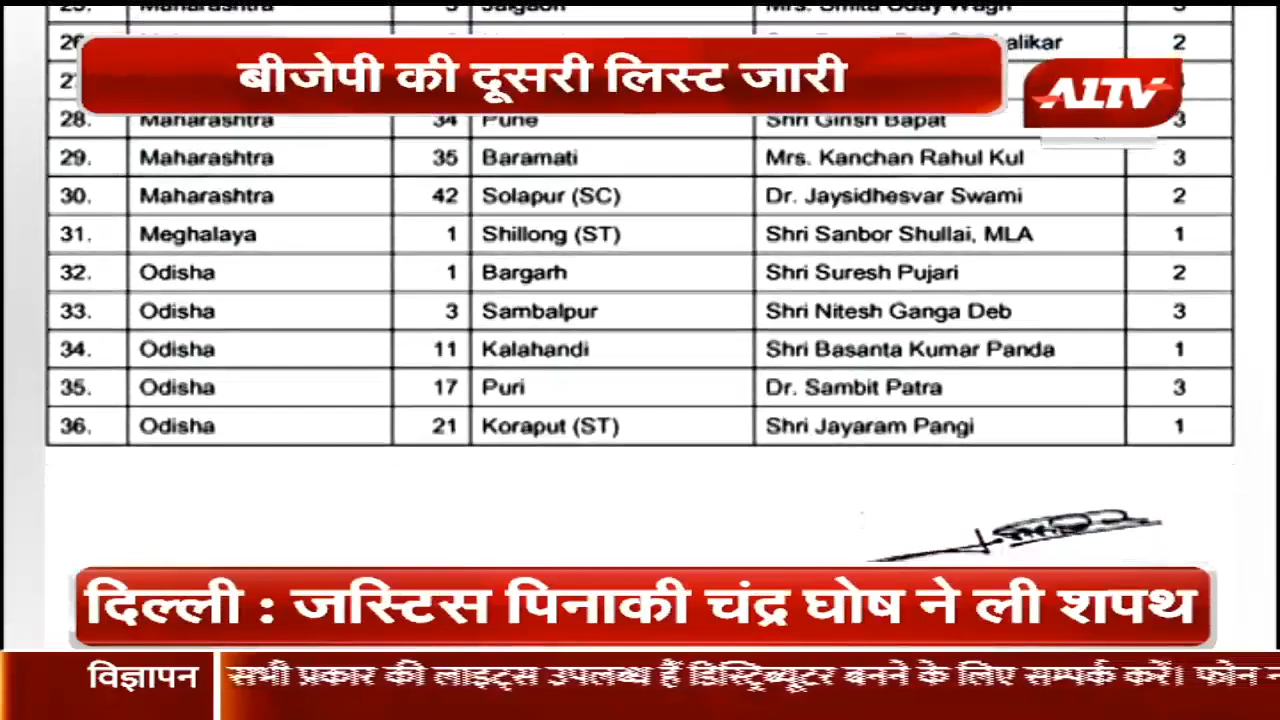 बीजेपी की दूसरी लिस्ट जारी
ALTV
26 alikar 2
28. Maharashtra 34 Pune Shri Girish Bapat 3
29. Maharashtra 35 Baramati Mrs. Kanchan Rahul Kul 3
30. Maharashtra 42 Solapur (SC) Dr. Jaysidhesvar Swami 2
31. Meghalaya 1 Shillong (ST) Shri Sanbor Shullai, MLA 1
32. Odisha 1 Bargarh Shri Suresh Pujari 2
33. Odisha 3 Sambalpur Shri Nitesh Ganga Deb 3
34. Odisha 11 Kalahandi Shri Basanta Kumar Panda 1
35. Odisha 17 Puri Dr. Sambit Patra 3
36. Odisha 21 Koraput (ST) Shri Jayaram Pangi 1
दिल्ली : जस्टिस पिनाकी चंद्र घोष ने ली शपथ
विज्ञापन सभी प्रकार की लाइट्स उपलब्ध हैं डिस्ट्रिब्यूटर बनने के लिए सम्पर्क करें। फोन न